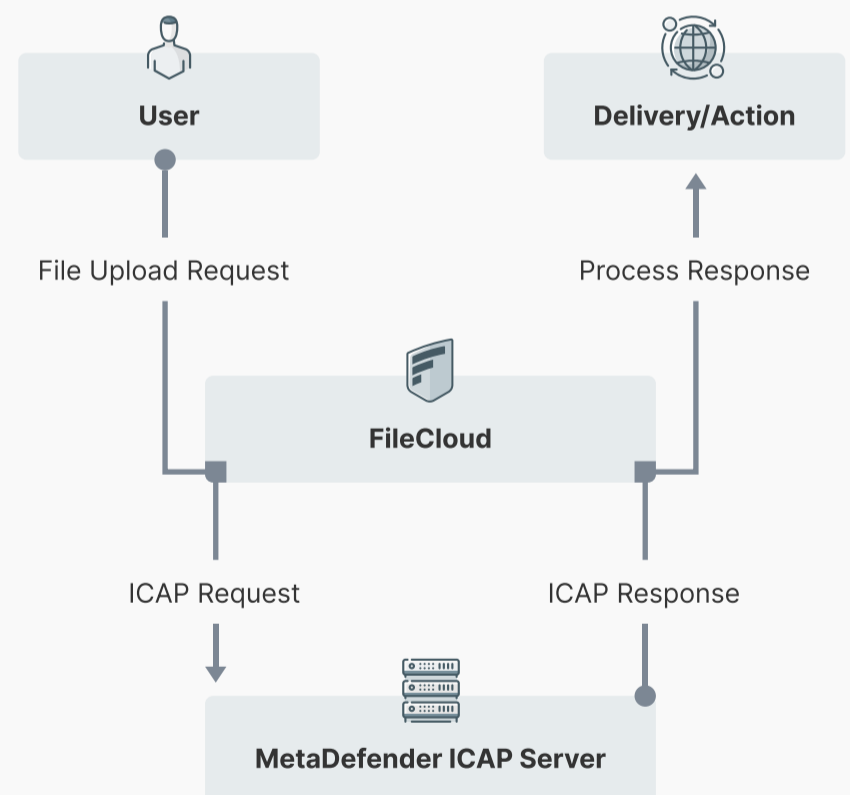 User
Delivery/Action
File Upload Request
Process Response
FileCloud
ICAP Request
ICAP Response
MetaDefender ICAP Server